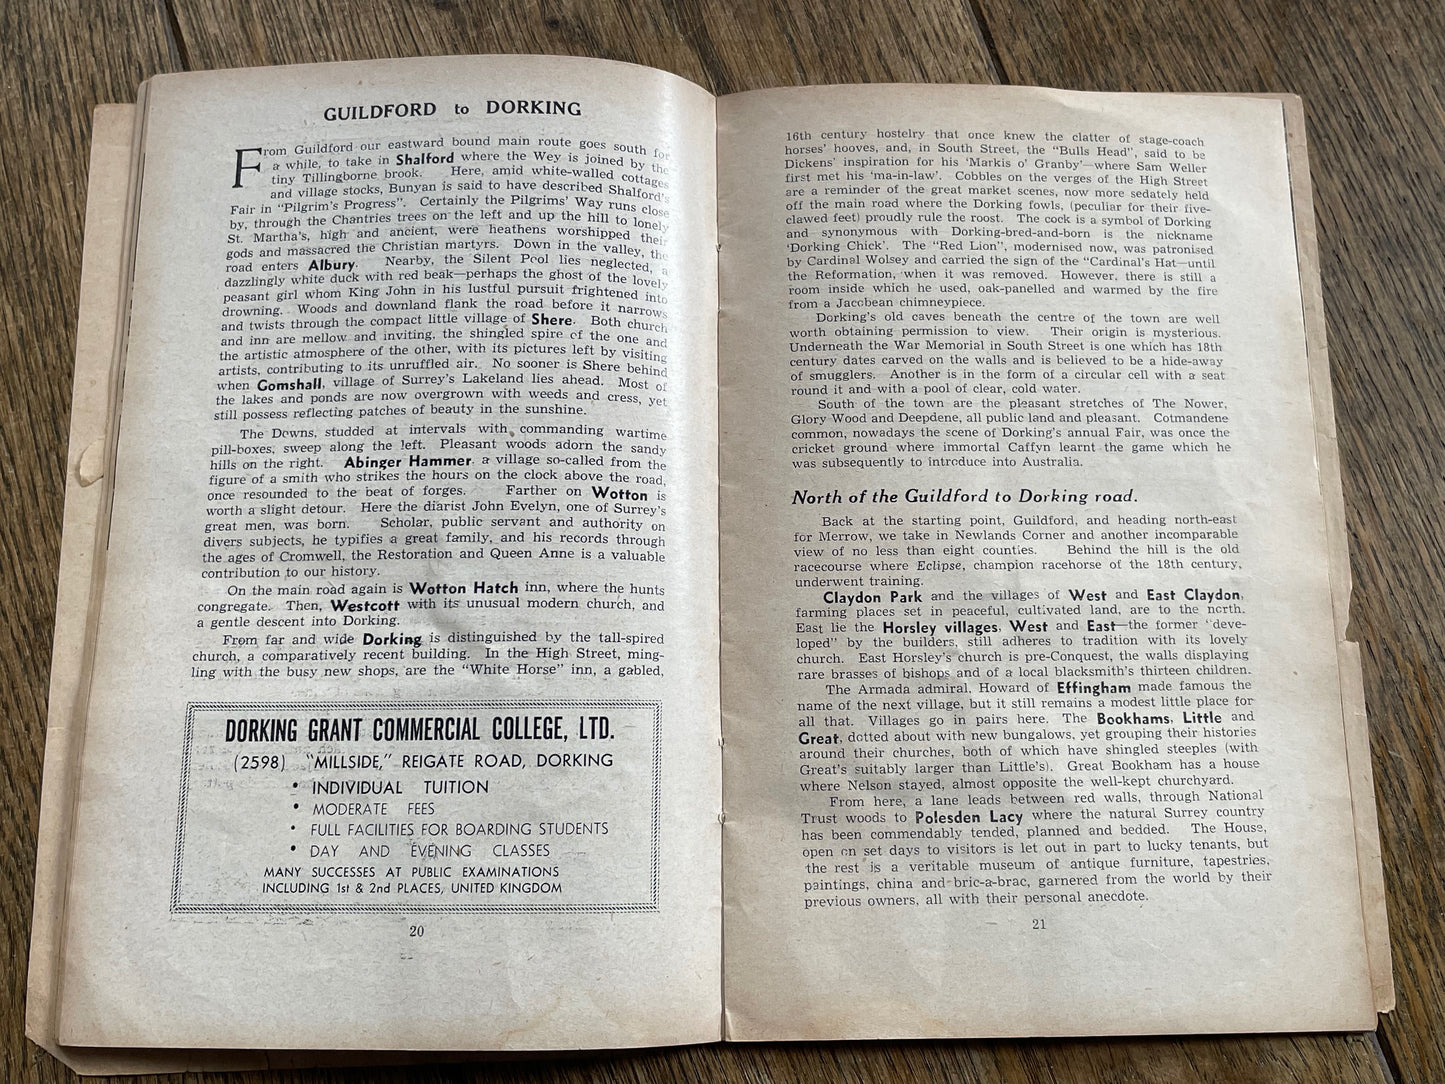 GUILDFORD to DORKING
From Guildford our eastward bound main route goes south for
a while, to take in Shalford where the Wey is joined by the
tiny Tillingborne brook. Here, amid white-walled cottages
and village stocks, Bunyan is said to have described Shalford's
Fair in "Pilgrim's Progress". Certainly the Pilgrims' Way runs close
by, through the Chantries trees on the left and up the hill to lonely
St. Martha's, high and ancient, were heathens worshipped their
gods and massacred the Christian martyrs. Down in the valley, the
road enters Albury. Nearby, the Silent Pool lies neglected, a
dazzlingly white duck with red beak—perhaps the ghost of the lovely
peasant girl whom King John in his lustful pursuit frightened into
drowning. Woods and downland flank the road before it narrows
and twists through the compact little village of Shere. Both church
and inn are mellow and inviting, the shingled spire of the one and
the artistic atmosphere of the other, with its pictures left by visiting
artists, contributing to its unruffled air. No sooner is Shere behind
when Gomshall, village of Surrey's Lakeland lies ahead. Most of
the lakes and ponds are now overgrown with weeds and cress, yet
still possess reflecting patches of beauty in the sunshine.
The Downs, studded at intervals with commanding wartime
pill-boxes, sweep along the left. Pleasant woods adorn the sandy
hills on the right. Abinger Hammer, a village so-called from the
figure of a smith who strikes the hours on the clock above the road,
once resounded to the beat of forges. Farther on Wotton is
worth a slight detour. Here the diarist John Evelyn, one of Surrey's
great men, was born. Scholar, public servant and authority on
divers subjects, he typifies a great family, and his records through
the ages of Cromwell, the Restoration and Queen Anne is a valuable
contribution to our history.
On the main road again is Wotton Hatch inn, where the hunts
congregate. Then, Westcott with its unusual modern church, and
a gentle descent into Dorking.
From far and wide Dorking is distinguished by the tall-spired
church, a comparatively recent building. In the High Street, ming-
ling with the busy new shops, are the "White Horse" inn, a gabled,
DORKING GRANT COMMERCIAL COLLEGE, LTD.
(2598) "MILLSIDE," REIGATE ROAD, DORKING
• INDIVIDUAL TUITION
• MODERATE FEES
• FULL FACILITIES FOR BOARDING STUDENTS
• DAY AND EVENING CLASSES
MANY SUCCESSES AT PUBLIC EXAMINATIONS
INCLUDING 1st & 2nd PLACES, UNITED KINGDOM
20
16th century hostelry that once knew the clatter of stage-coach
horses' hooves, and, in South Street, the "Bulls Head", said to be
Dickens' inspiration for his 'Markis o' Granby'—where Sam Weller
first met his 'ma-in-law'. Cobbles on the verges of the High Street
are a reminder of the great market scenes, now more sedately held
off the main road where the Dorking fowls, (peculiar for their five-
clawed feet) proudly rule the roost. The cock is a symbol of Dorking
and synonymous with Dorking-bred-and-born is the nickname
'Dorking Chick'. The "Red Lion", modernised now, was patronised
by Cardinal Wolsey and carried the sign of the "Cardinal's Hat—until
the Reformation, when it was removed. However, there is still a
room inside which he used, oak-panelled and warmed by the fire
from a Jacobean chimneypiece.
Dorking's old caves beneath the centre of the town are well
worth obtaining permission to view. Their origin is mysterious.
Underneath the War Memorial in South Street is one which has 18th
century dates carved on the walls and is believed to be a hide-away
of smugglers. Another is in the form of a circular cell with a seat
round it and with a pool of clear, cold water.
South of the town are the pleasant stretches of The Nower,
Glory Wood and Deepdene, all public land and pleasant. Cotmandene
common, nowadays the scene of Dorking's annual Fair, was once the
cricket ground where immortal Caffyn learnt the game which he
was subsequently to introduce into Australia.
North of the Guildford to Dorking road.
Back at the starting point, Guildford, and heading north-east
for Merrow, we take in Newlands Corner and another incomparable
view of no less than eight counties. Behind the hill is the old
racecourse where Eclipse, champion racehorse of the 18th century,
underwent training.
Claydon Park and the villages of West and East Claydon,
farming places set in peaceful, cultivated land, are to the north.
East lie the Horsley villages, West and East—the former "deve-
loped" by the builders, still adheres to tradition with its lovely
church. East Horsley's church is pre-Conquest, the walls displaying
rare brasses of bishops and of a local blacksmith's thirteen children.
The Armada admiral, Howard of Effingham made famous the
name of the next village, but it still remains a modest little place for
all that. Villages go in pairs here. The Bookhams, Little and
Great, dotted about with new bungalows, yet grouping their histories
around their churches, both of which have shingled steeples (with
Great's suitably larger than Little's). Great Bookham has a house
where Nelson stayed, almost opposite the well-kept churchyard.
From here, a lane leads between red walls, through National
Trust woods to Polesden Lacy where the natural Surrey country
has been commendably tended, planned and bedded. The House,
open on set days to visitors is let out in part to lucky tenants, but
the rest is a veritable museum of antique furniture, tapestries,
paintings, china and bric-a-brac, garnered from the world by their
previous owners, all with their personal anecdote.
21